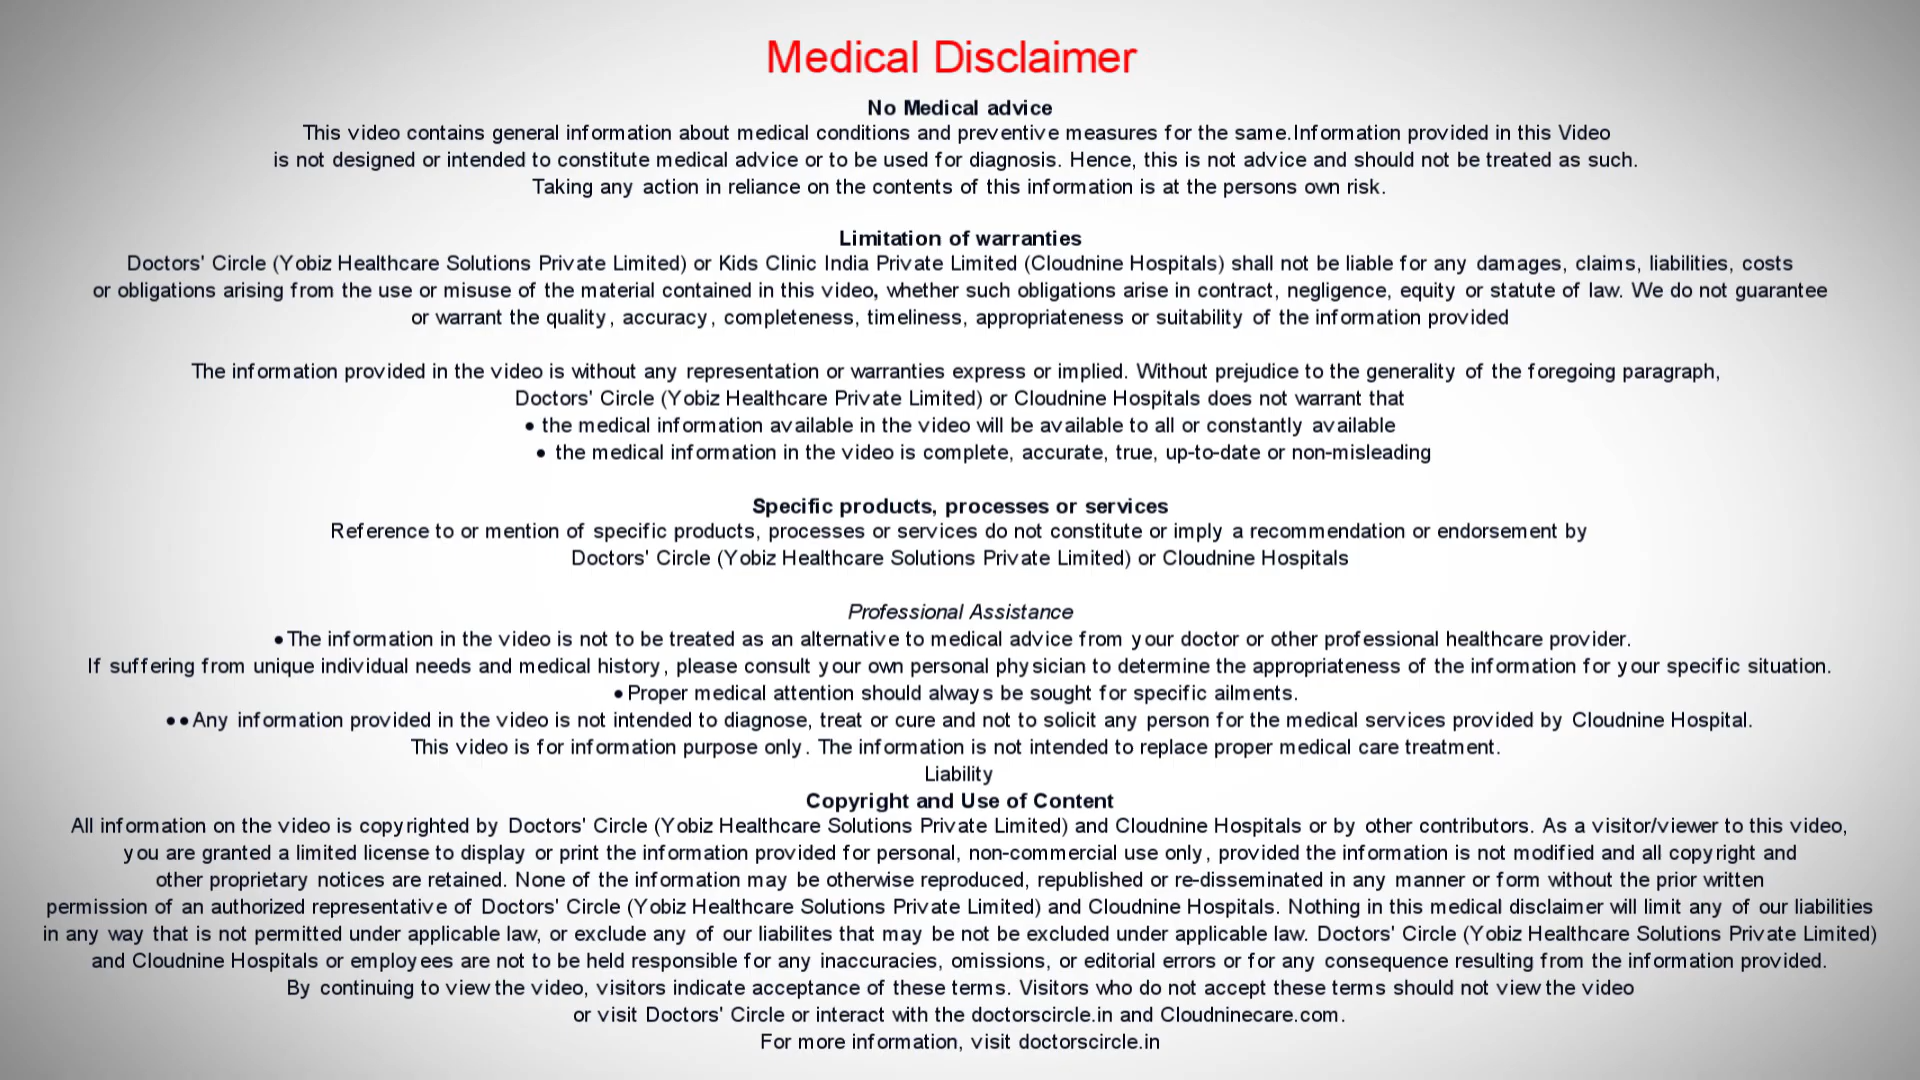 Medical Disclaimer
No Medical advice
This video contains general information about medical conditions and preventive measures for the same.Information provided in this Video
is not designed or intended to constitute medical advice or to be used for diagnosis. Hence, this is not advice and should not be treated as such.
Taking any action in reliance on the contents of this information is at the persons own risk.
Limitation of warranties
Doctors' Circle (Yobiz Healthcare Solutions Private Limited) or Kids Clinic India Private Limited (Cloudnine Hospitals) shall not be liable for any damages, claims, liabilities, costs
or obligations arising from the use or misuse of the material contained in this video, whether such obligations arise in contract, negligence, equity or statute of law. We do not guarantee
or warrant the quality, accuracy, completeness, timeliness, appropriateness or suitability of the information provided
The information provided in the video is without any representation or warranties express or implied. Without prejudice to the generality of the foregoing paragraph,
Doctors' Circle (Yobiz Healthcare Private Limited) or Cloudnine Hospitals does not warrant that
• the medical information available in the video will be available to all or constantly available
• the medical information in the video is complete, accurate, true, up-to-date or non-misleading
Specific products, processes or services
Reference to or mention of specific products, processes or services do not constitute or imply a recommendation or endorsement by
Doctors' Circle (Yobiz Healthcare Solutions Private Limited) or Cloudnine Hospitals
Professional Assistance
•The information in the video is not to be treated as an alternative to medical advice from your doctor or other professional healthcare provider.
If suffering from unique individual needs and medical history, please consult your own personal physician to determine the appropriateness of the information for your specific situation.
•Proper medical attention should always be sought for specific ailments.
••Any information provided in the video is not intended to diagnose, treat or cure and not to solicit any person for the medical services provided by Cloudnine Hospital.
This video is for information purpose only. The information is not intended to replace proper medical care treatment.
Liability
Copyright and Use of Content
All information on the video is copyrighted by Doctors' Circle (Yobiz Healthcare Solutions Private Limited) and Cloudnine Hospitals or by other contributors. As a visitor/viewer to this video,
you are granted a limited license to display or print the information provided for personal, non-commercial use only, provided the information is not modified and all copyright and
other proprietary notices are retained. None of the information may be otherwise reproduced, republished or re-disseminated in any manner or form without the prior written
permission of an authorized representative of Doctors' Circle (Yobiz Healthcare Solutions Private Limited) and Cloudnine Hospitals. Nothing in this medical disclaimer will limit any of our liabilities
in any way that is not permitted under applicable law, or exclude any of our liabilites that may be not be excluded under applicable law. Doctors' Circle (Yobiz Healthcare Solutions Private Limited)
and Cloudnine Hospitals or employees are not to be held responsible for any inaccuracies, omissions, or editorial errors or for any consequence resulting from the information provided.
By continuing to view the video, visitors indicate acceptance of these terms. Visitors who do not accept these terms should not view the video
or visit Doctors' Circle or interact with the doctorscircle.in and Cloudninecare.com.
For more information, visit doctorscircle.in